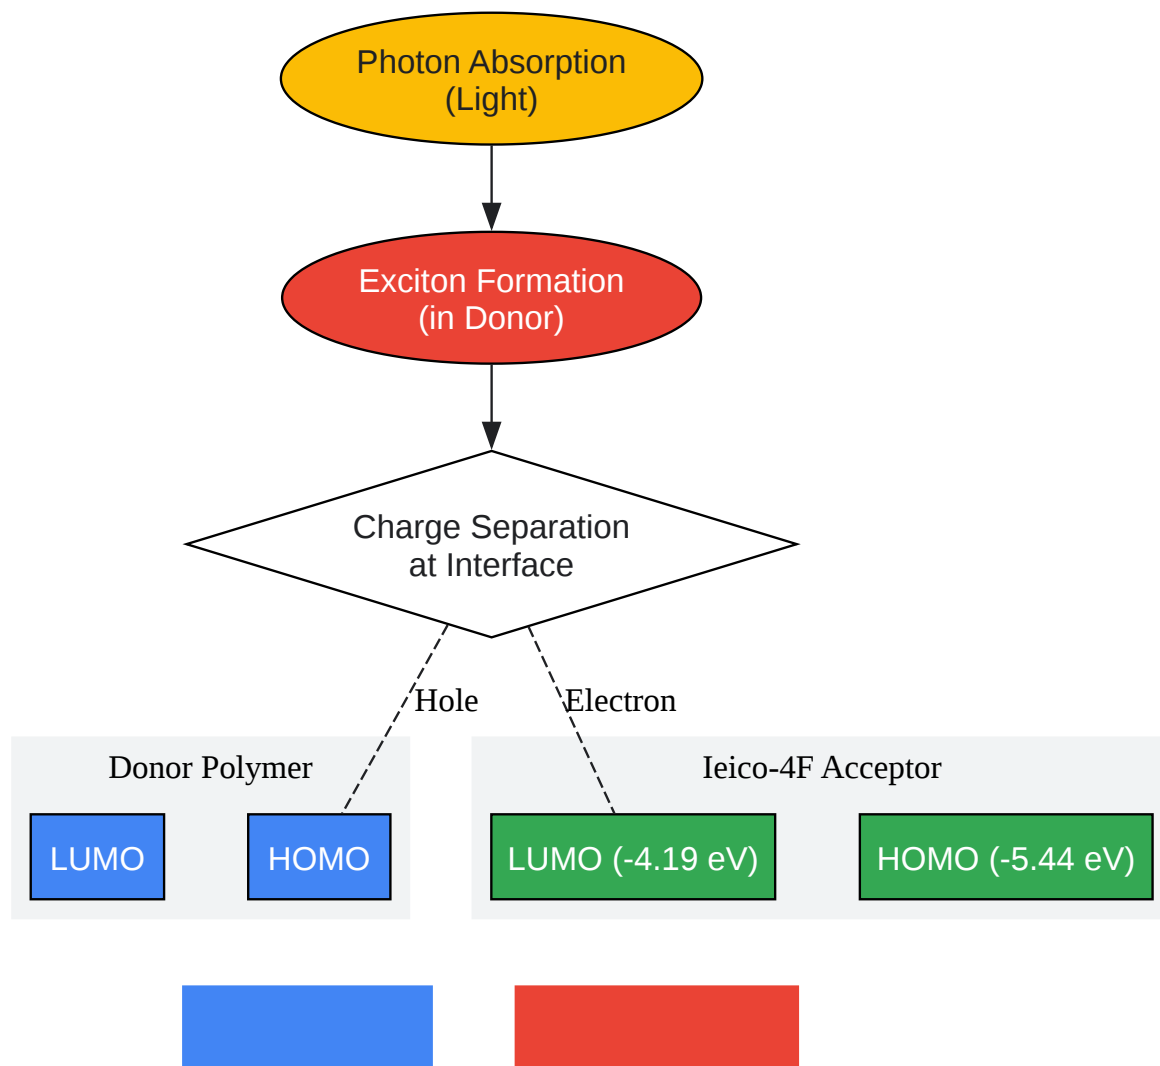 Photon Absorption
(Light)
Exciton Formation
(in Donor)
Charge Separation
at Interface
Hole
Electron
Donor Polymer
Ieico-4F Acceptor
LUMO
HOMO
LUMO (-4.19 eV)
HOMO (-5.44 eV)